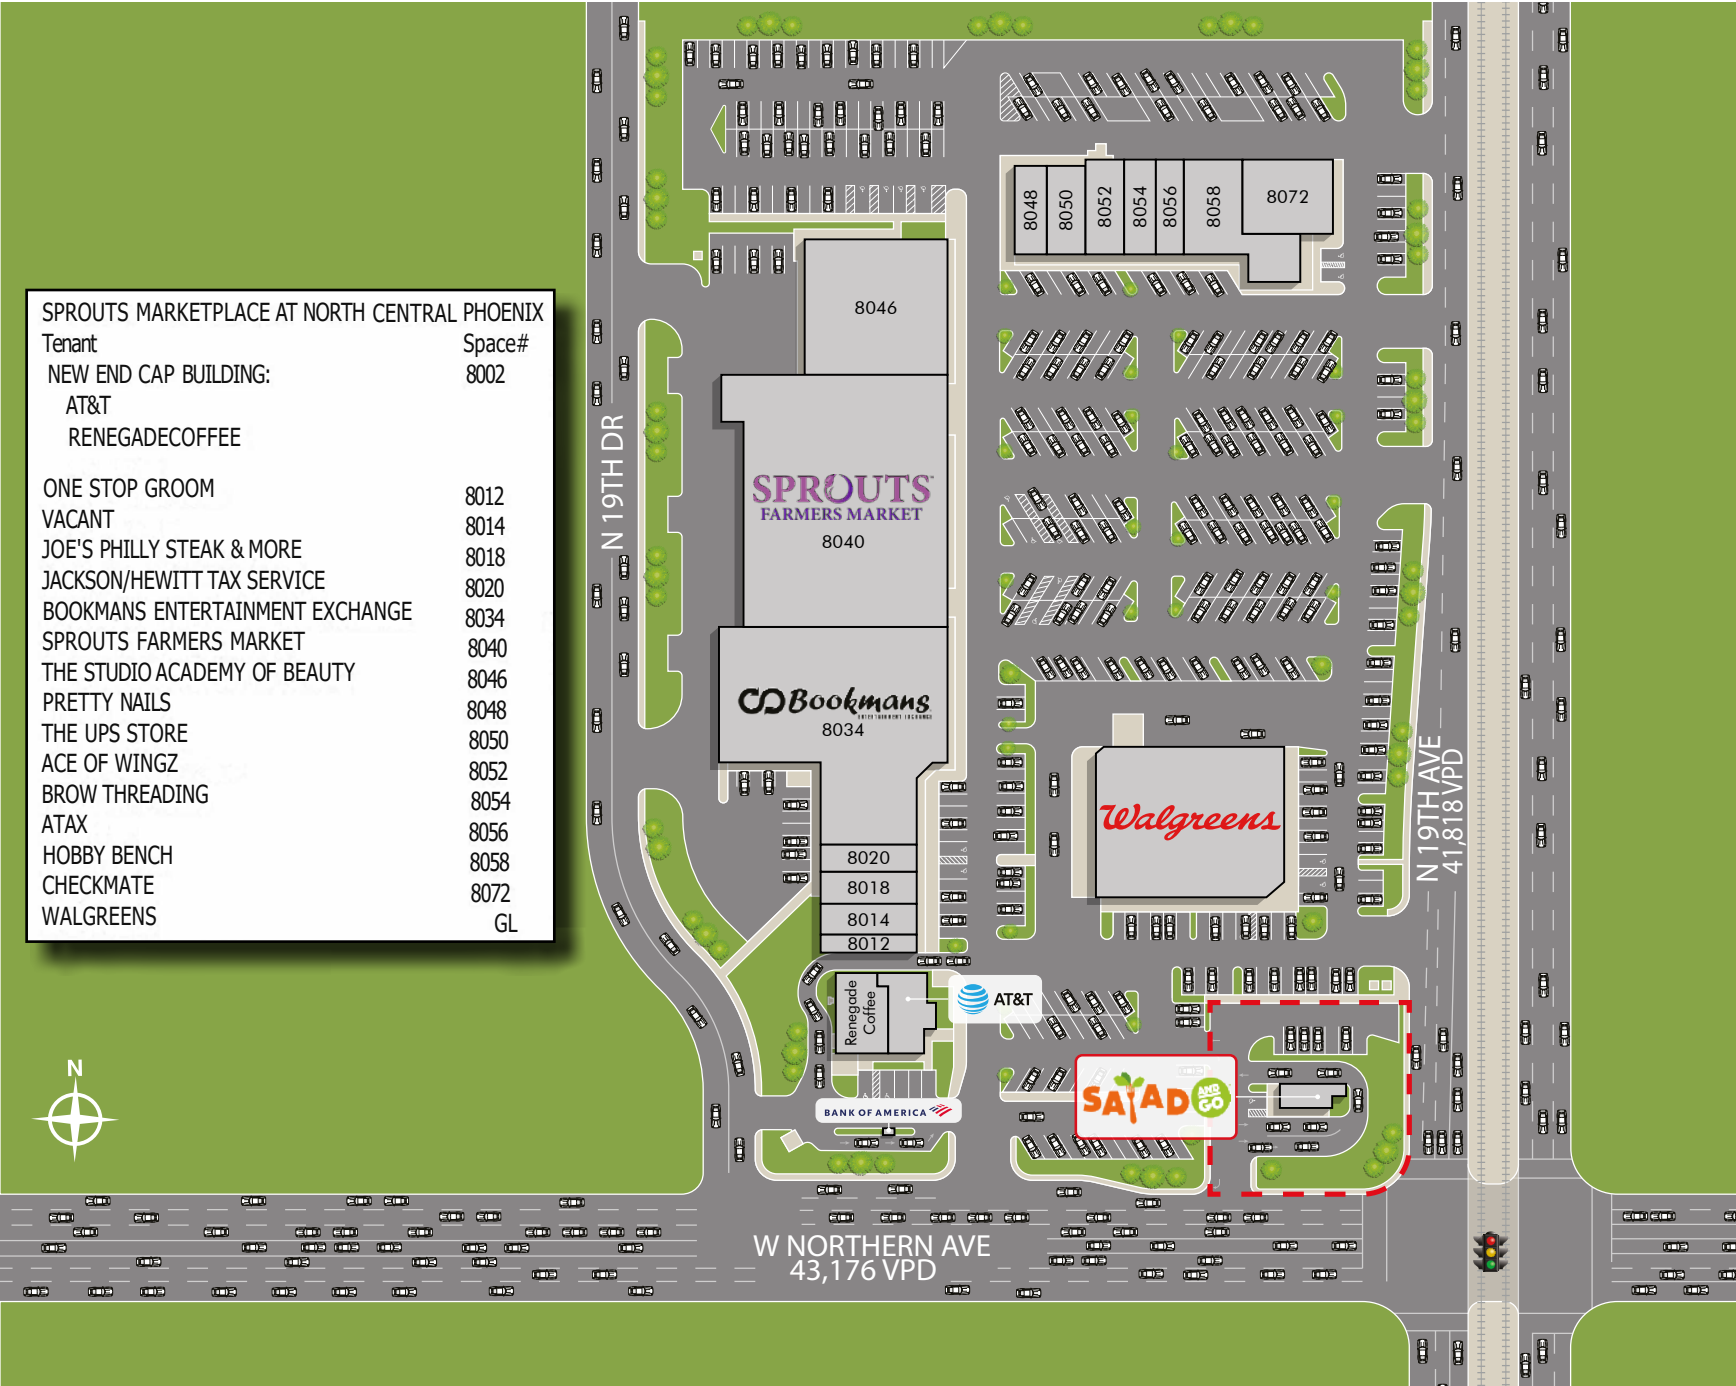 SPROUTS MARKETPLACE AT NORTH CENTRAL PHOENIX
Tenant Space#
NEW END CAP BUILDING: 8002
AT&T
RENEGADECOFFEE
ONE STOP GROOM 8012
VACANT 8014
JOE'S PHILLY STEAK & MORE 8018
JACKSON/HEWITT TAX SERVICE 8020
BOOKMANS ENTERTAINMENT EXCHANGE 8034
SPROUTS FARMERS MARKET 8040
THE STUDIO ACADEMY OF BEAUTY 8046
PRETTY NAILS 8048
THE UPS STORE 8050
ACE OF WINGZ 8052
BROW THREADING 8054
ATAX 8056
HOBBY BENCH 8058
CHECKMATE 8072
WALGREENS GL
N
N 19TH DR
8048
8050
8052
8054
8056
8058
8072
8046
SPROUTS
FARMERS MARKET
8040
Bookmans
ENTERTAINMENT EXCHANGE
8034
Walgreens
8020
8018
8014
8012
Renegade
Coffee
AT&T
BANK OF AMERICA
SALAD
AND
GO
N 19TH AVE
41,818 VPD
W NORTHERN AVE
43,176 VPD